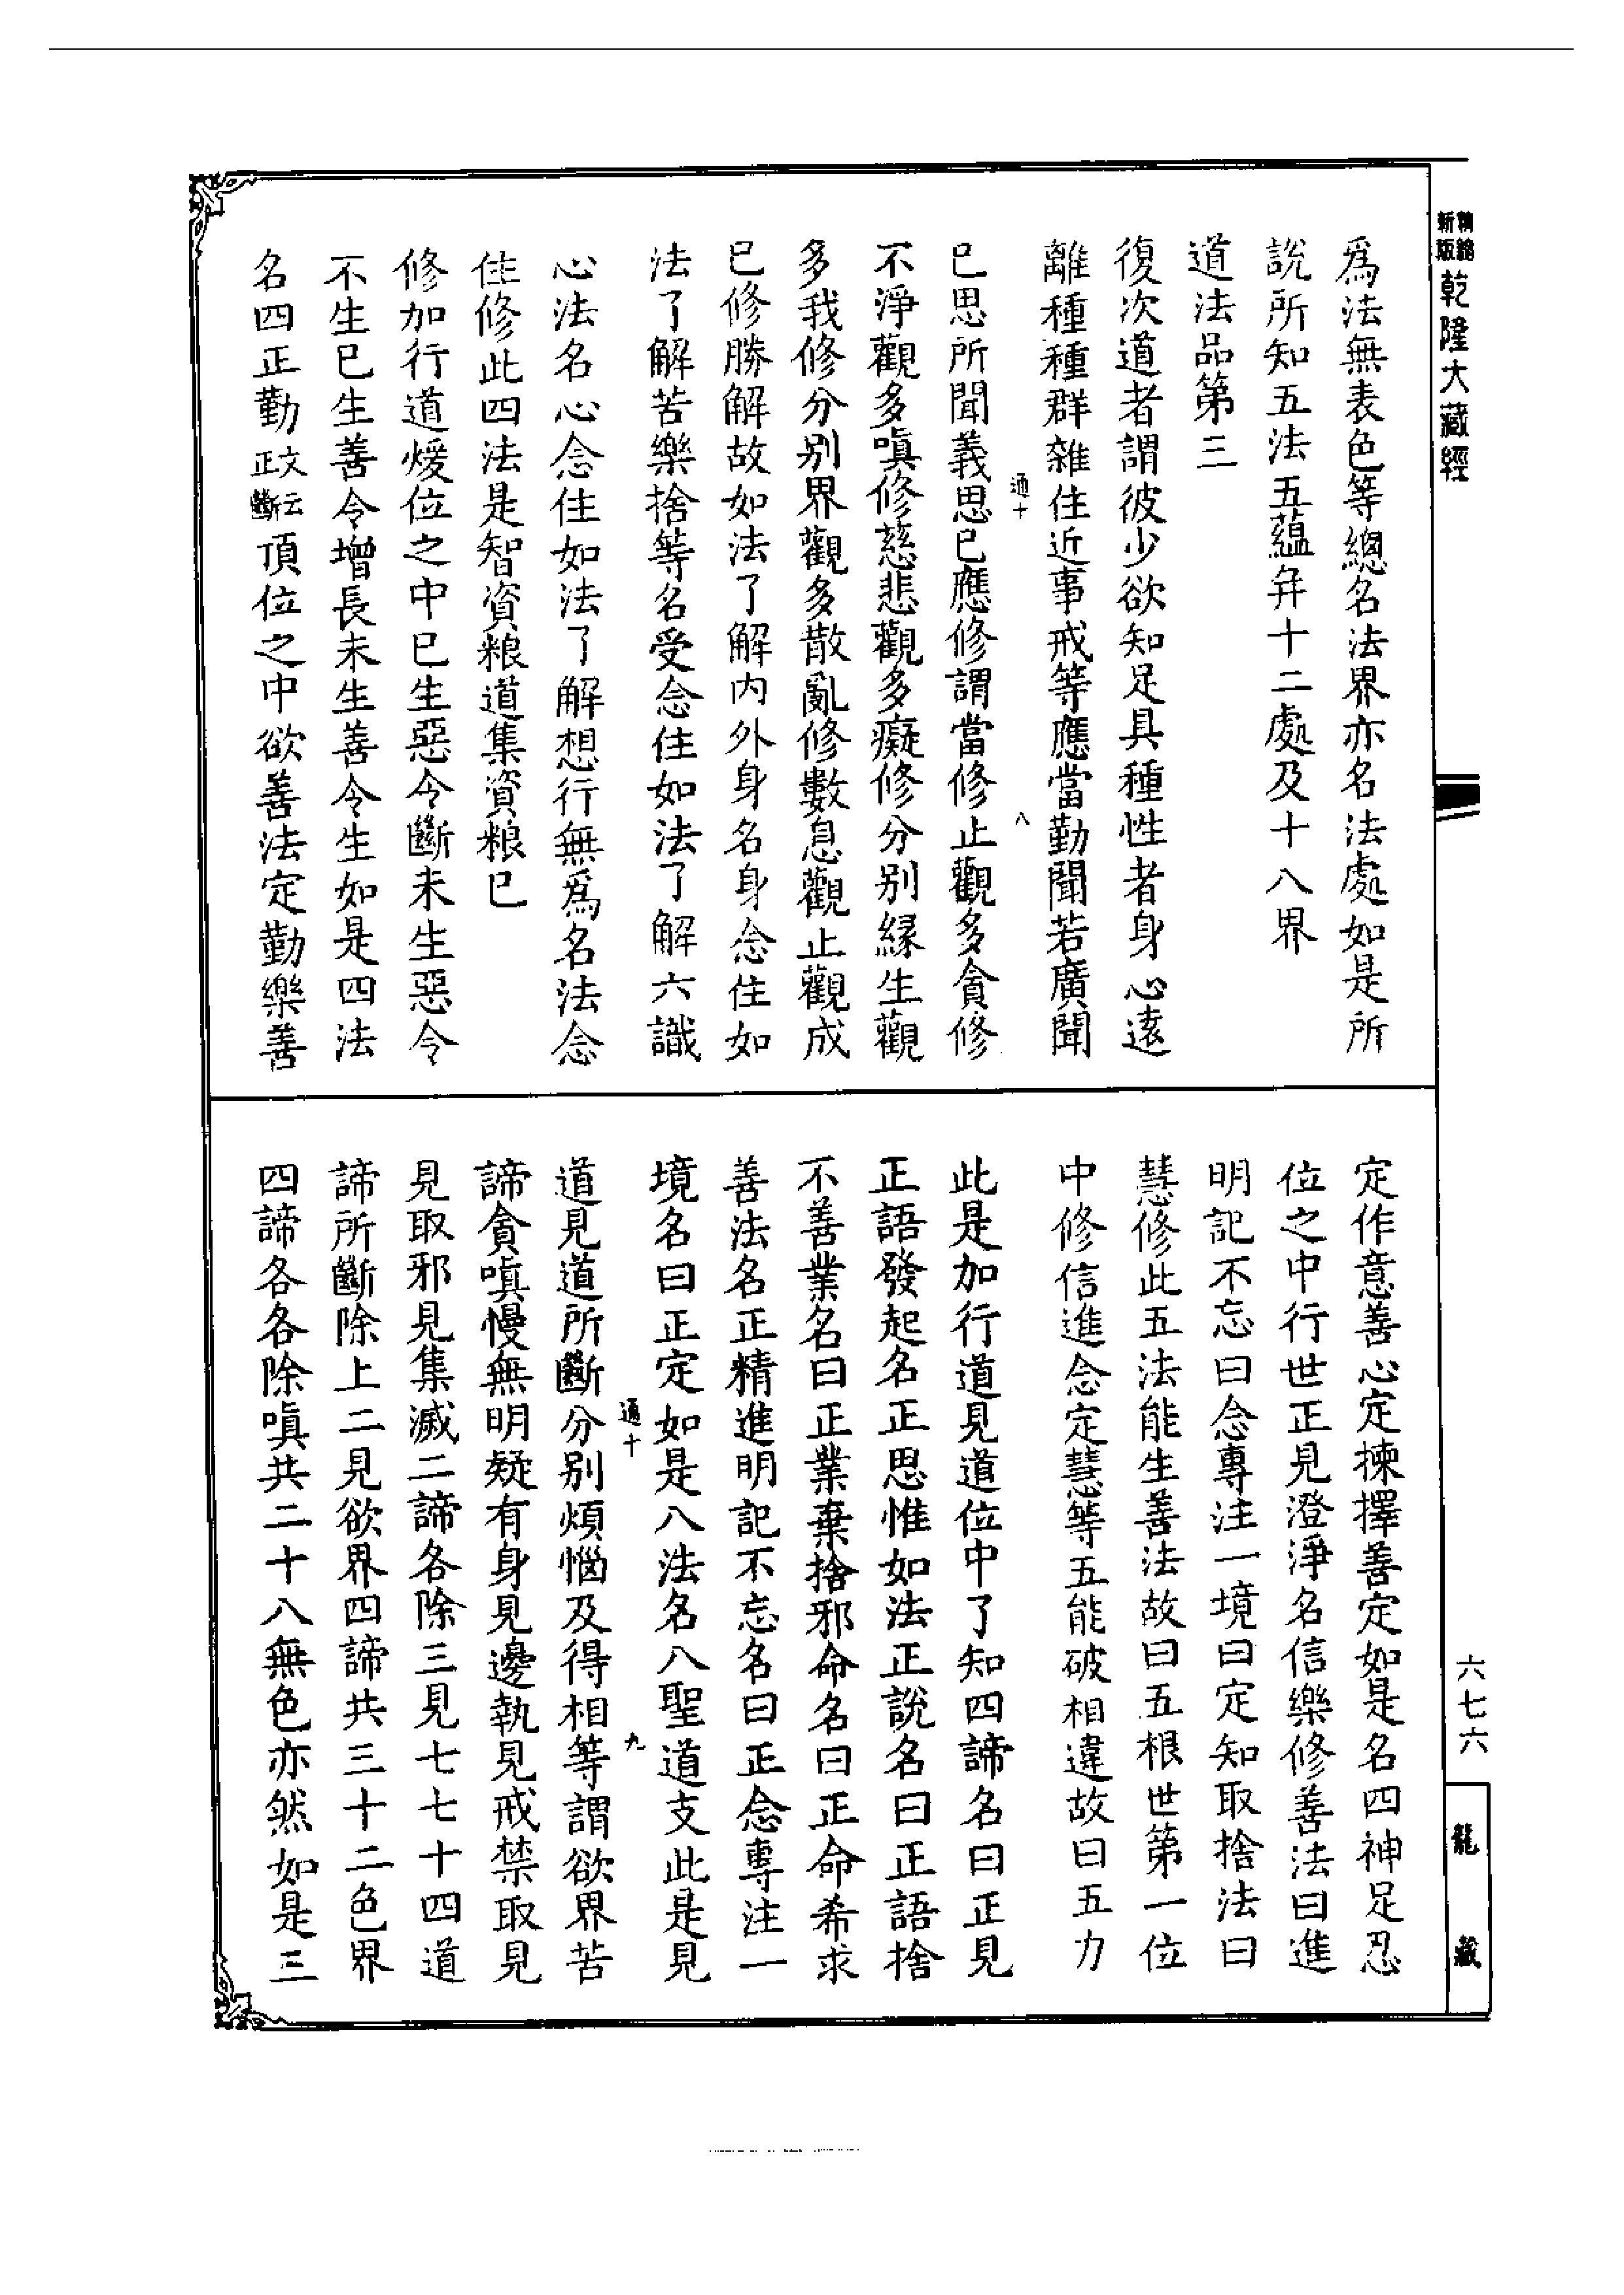 新精
版縮
乾隆大藏經
爲法無表色等總名法界亦名法處如是所
說所知五法五蘊幷十二處及十八界
道法品第三
復次道者謂彼少欲知足具種性者身心遠
離種種群雜住近事戒等應當勤聞若廣聞
通十
八
已思所聞義思已應修謂當修止觀多貪修
不淨觀多嗔修慈悲觀多癡修分別緣生觀
多我修分別界觀多散亂修數息觀止觀成
已修勝解故如法了解內外身名身念住如
法了解苦樂捨等名受念住如法了解六識
心法名心念住如法了解想行無爲名法念
住修此四法是智資粮道集資粮已
修加行道煖位之中已生惡令斷未生惡令
不生已生善令增長未生善令生如是四法
名四正勤文云正斷頂位之中欲善法定勤樂善
定作意善心定揀擇善定如是名四神足忍
位之中行世正見澄淨名信樂修善法曰進
明記不忘曰念專注一境曰定知取捨法曰
慧修此五法能生善法故曰五根世第一位
中修信進念定慧等五能破相違故曰五力
此是加行道見道位中了知四諦名曰正見
正語發起名正思惟如法正說名曰正語捨
不善業名曰正業棄捨邪命名曰正命希求
善法名正精進明記不忘名曰正念專注一
境名曰正定如是八法名八聖道支此是見
通十
九
道見道所斷分別煩惱及得相等謂欲界苦
諦貪嗔慢無明疑有身見邊執見戒禁取見
見取邪見集滅二諦各除三見七七十四道
諦所斷除上二見欲界四諦共三十二色界
四諦各各除嗔共二十八無色亦然如是三
六七六
龍藏